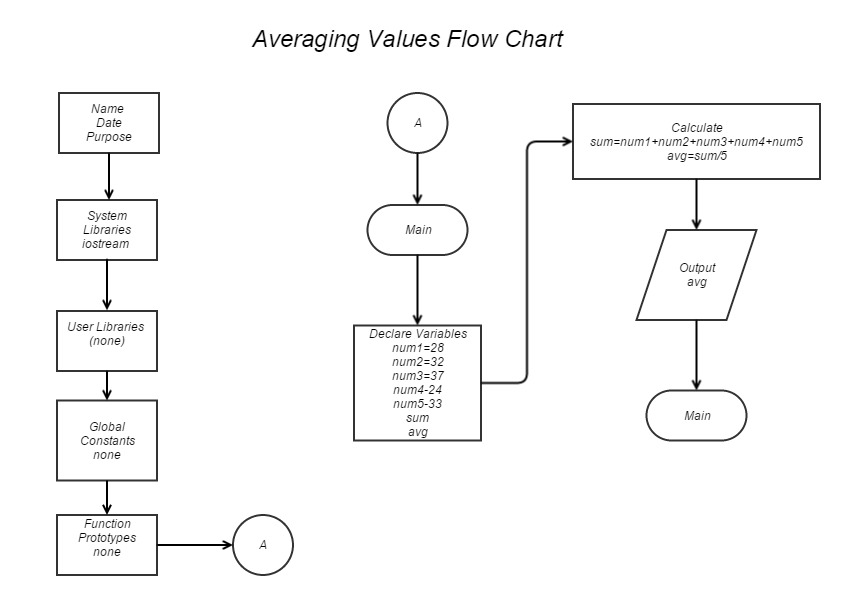 Averaging Values Flow Chart
Name
Date
Purpose
System
Libraries
iostream
User Libraries
(none)
Global
Constants
none
Function
Prototypes
none
A
A
Main
Declare Variables
num1=28
num2=32
num3=37
num4-24
num5-33
sum
avg
Calculate
sum=num1+num2+num3+num4+num5
avg=sum/5
Output
avg
Main